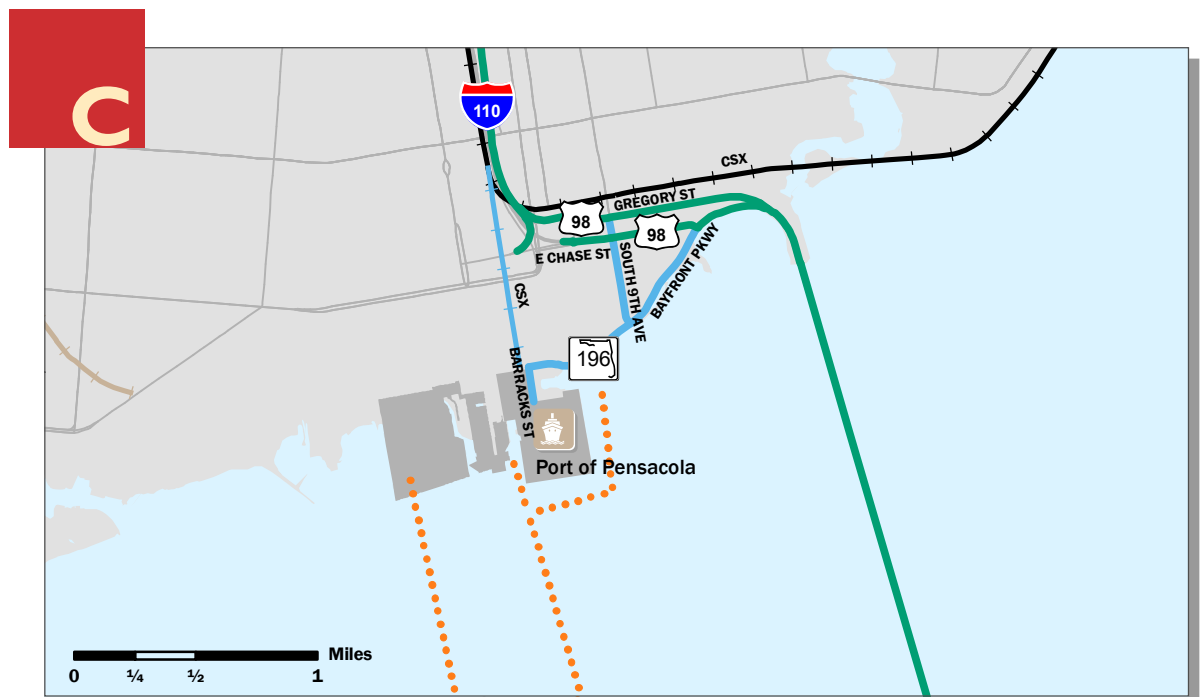 C
110
CSX
GREGORY ST
98
98
E CHASE ST
SOUTH 9TH AVE
BAYFRONT PKWY
CSX
196
BARRACKS ST
Port of Pensacola
Miles
0 ¼ ½ 1